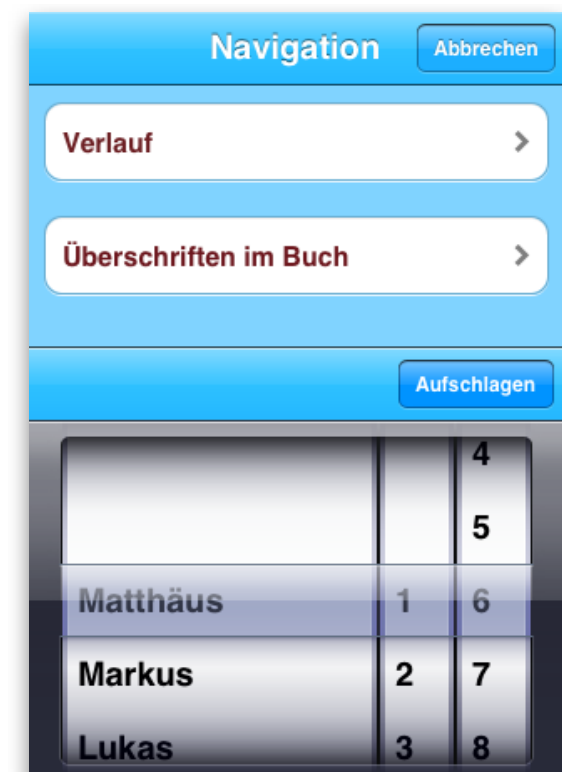 Navigation Abbrechen
Verlauf
Überschriften im Buch
Aufschlagen
4
5
Matthäus 1 6
Markus 2 7
Lukas 3 8